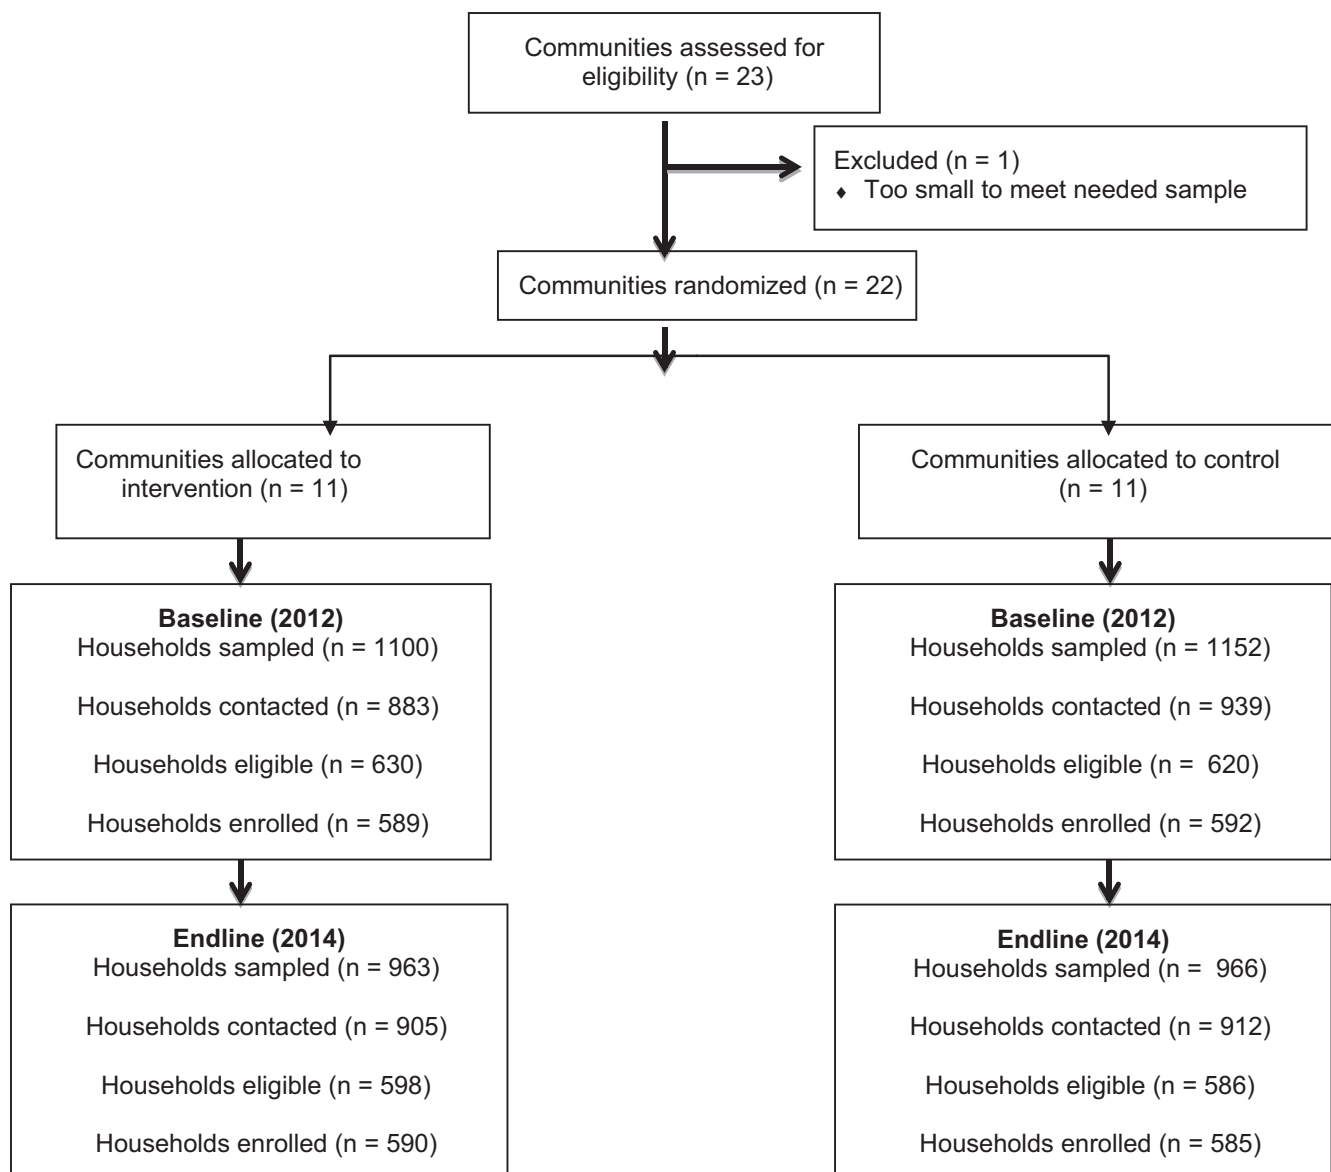 Communities assessed for
eligibility (n = 23)
Excluded (n = 1)
♦ Too small to meet needed sample
Communities randomized (n = 22)
Communities allocated to
intervention (n = 11)
Communities allocated to control
(n = 11)
Baseline (2012)
Households sampled (n = 1100)
Households contacted (n = 883)
Households eligible (n = 630)
Households enrolled (n = 589)
Baseline (2012)
Households sampled (n = 1152)
Households contacted (n = 939)
Households eligible (n =  620)
Households enrolled (n = 592)
Endline (2014)
Households sampled (n = 963)
Households contacted (n = 905)
Households eligible (n = 598)
Households enrolled (n = 590)
Endline (2014)
Households sampled (n =  966)
Households contacted (n = 912)
Households eligible (n = 586)
Households enrolled (n = 585)